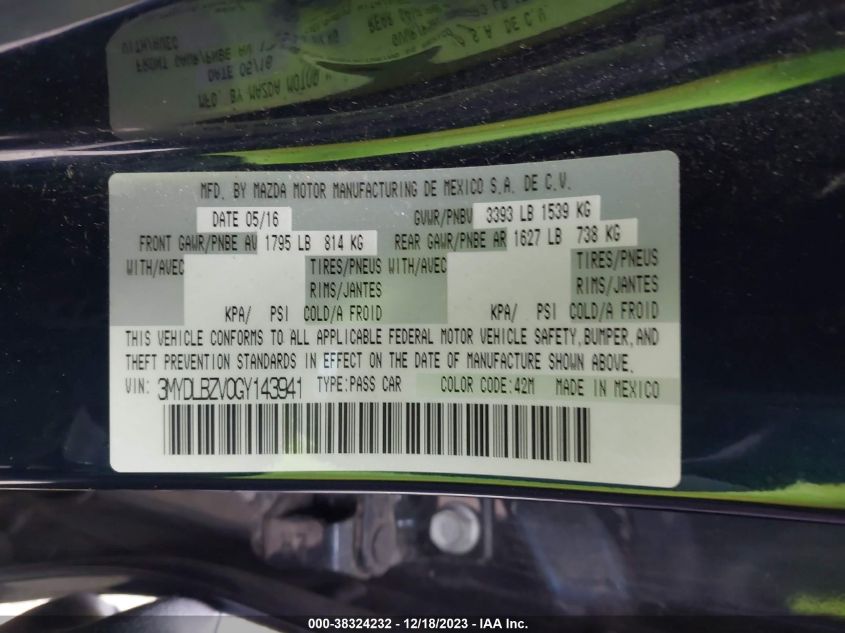 MFD. BY MAZDA MOTOR MANUFACTURING DE MEXICO S.A. DE C.V.
DATE 05/16 GVWR/PNBV 3393 LB 1539 KG
FRONT GAWR/PNBE AV 1795 LB 814 KG REAR GAWR/PNBE AR 1627 LB 738 KG
WITH/AVEC TIRES/PNEUS WITH/AVEC TIRES/PNEUS
RIMS/JANTES RIMS/JANTES
KPA/ PSI COLD/A FROID KPA/ PSI COLD/A FROID
THIS VEHICLE CONFORMS TO ALL APPLICABLE FEDERAL MOTOR VEHICLE SAFETY, BUMPER, AND
THEFT PREVENTION STANDARDS IN EFFECT ON THE DATE OF MANUFACTURE SHOWN ABOVE.
VIN: 3MYDLBZV0GY143941 TYPE:PASS CAR COLOR CODE:42M MADE IN MEXICO
000-38324232 - 12/18/2023 - IAA Inc.